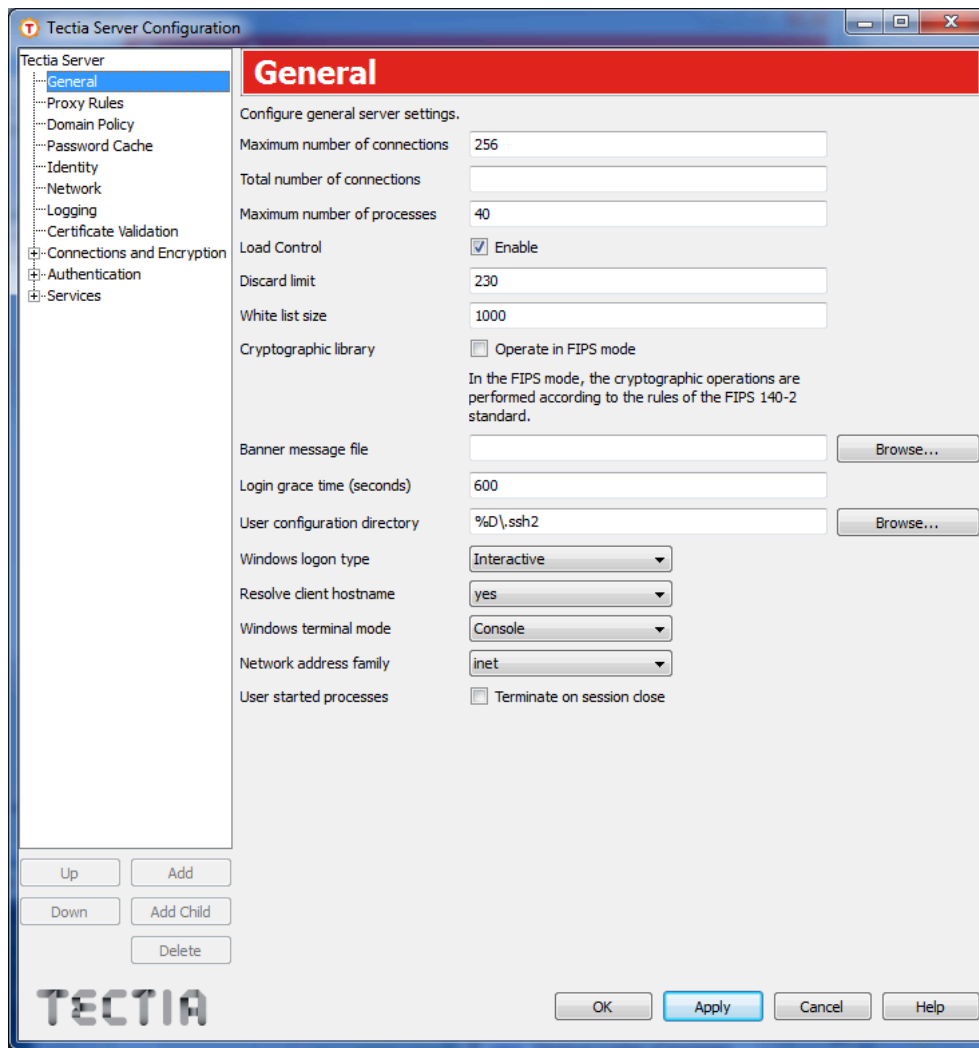 Tectia Server Configuration
Tectia Server
General
Proxy Rules
Domain Policy
Password Cache
Identity
Network
Logging
Certificate Validation
Connections and Encryption
Authentication
Services
General
Configure general server settings.
Maximum number of connections 256
Total number of connections
Maximum number of processes 40
Load Control Enable
Discard limit 230
White list size 1000
Cryptographic library Operate in FIPS mode
In the FIPS mode, the cryptographic operations are
performed according to the rules of the FIPS 140-2
standard.
Banner message file Browse...
Login grace time (seconds) 600
User configuration directory %D\.ssh2 Browse...
Windows logon type Interactive
Resolve client hostname yes
Windows terminal mode Console
Network address family inet
User started processes Terminate on session close
Up Add
Down Add Child
Delete
TECTIA
OK Apply Cancel Help